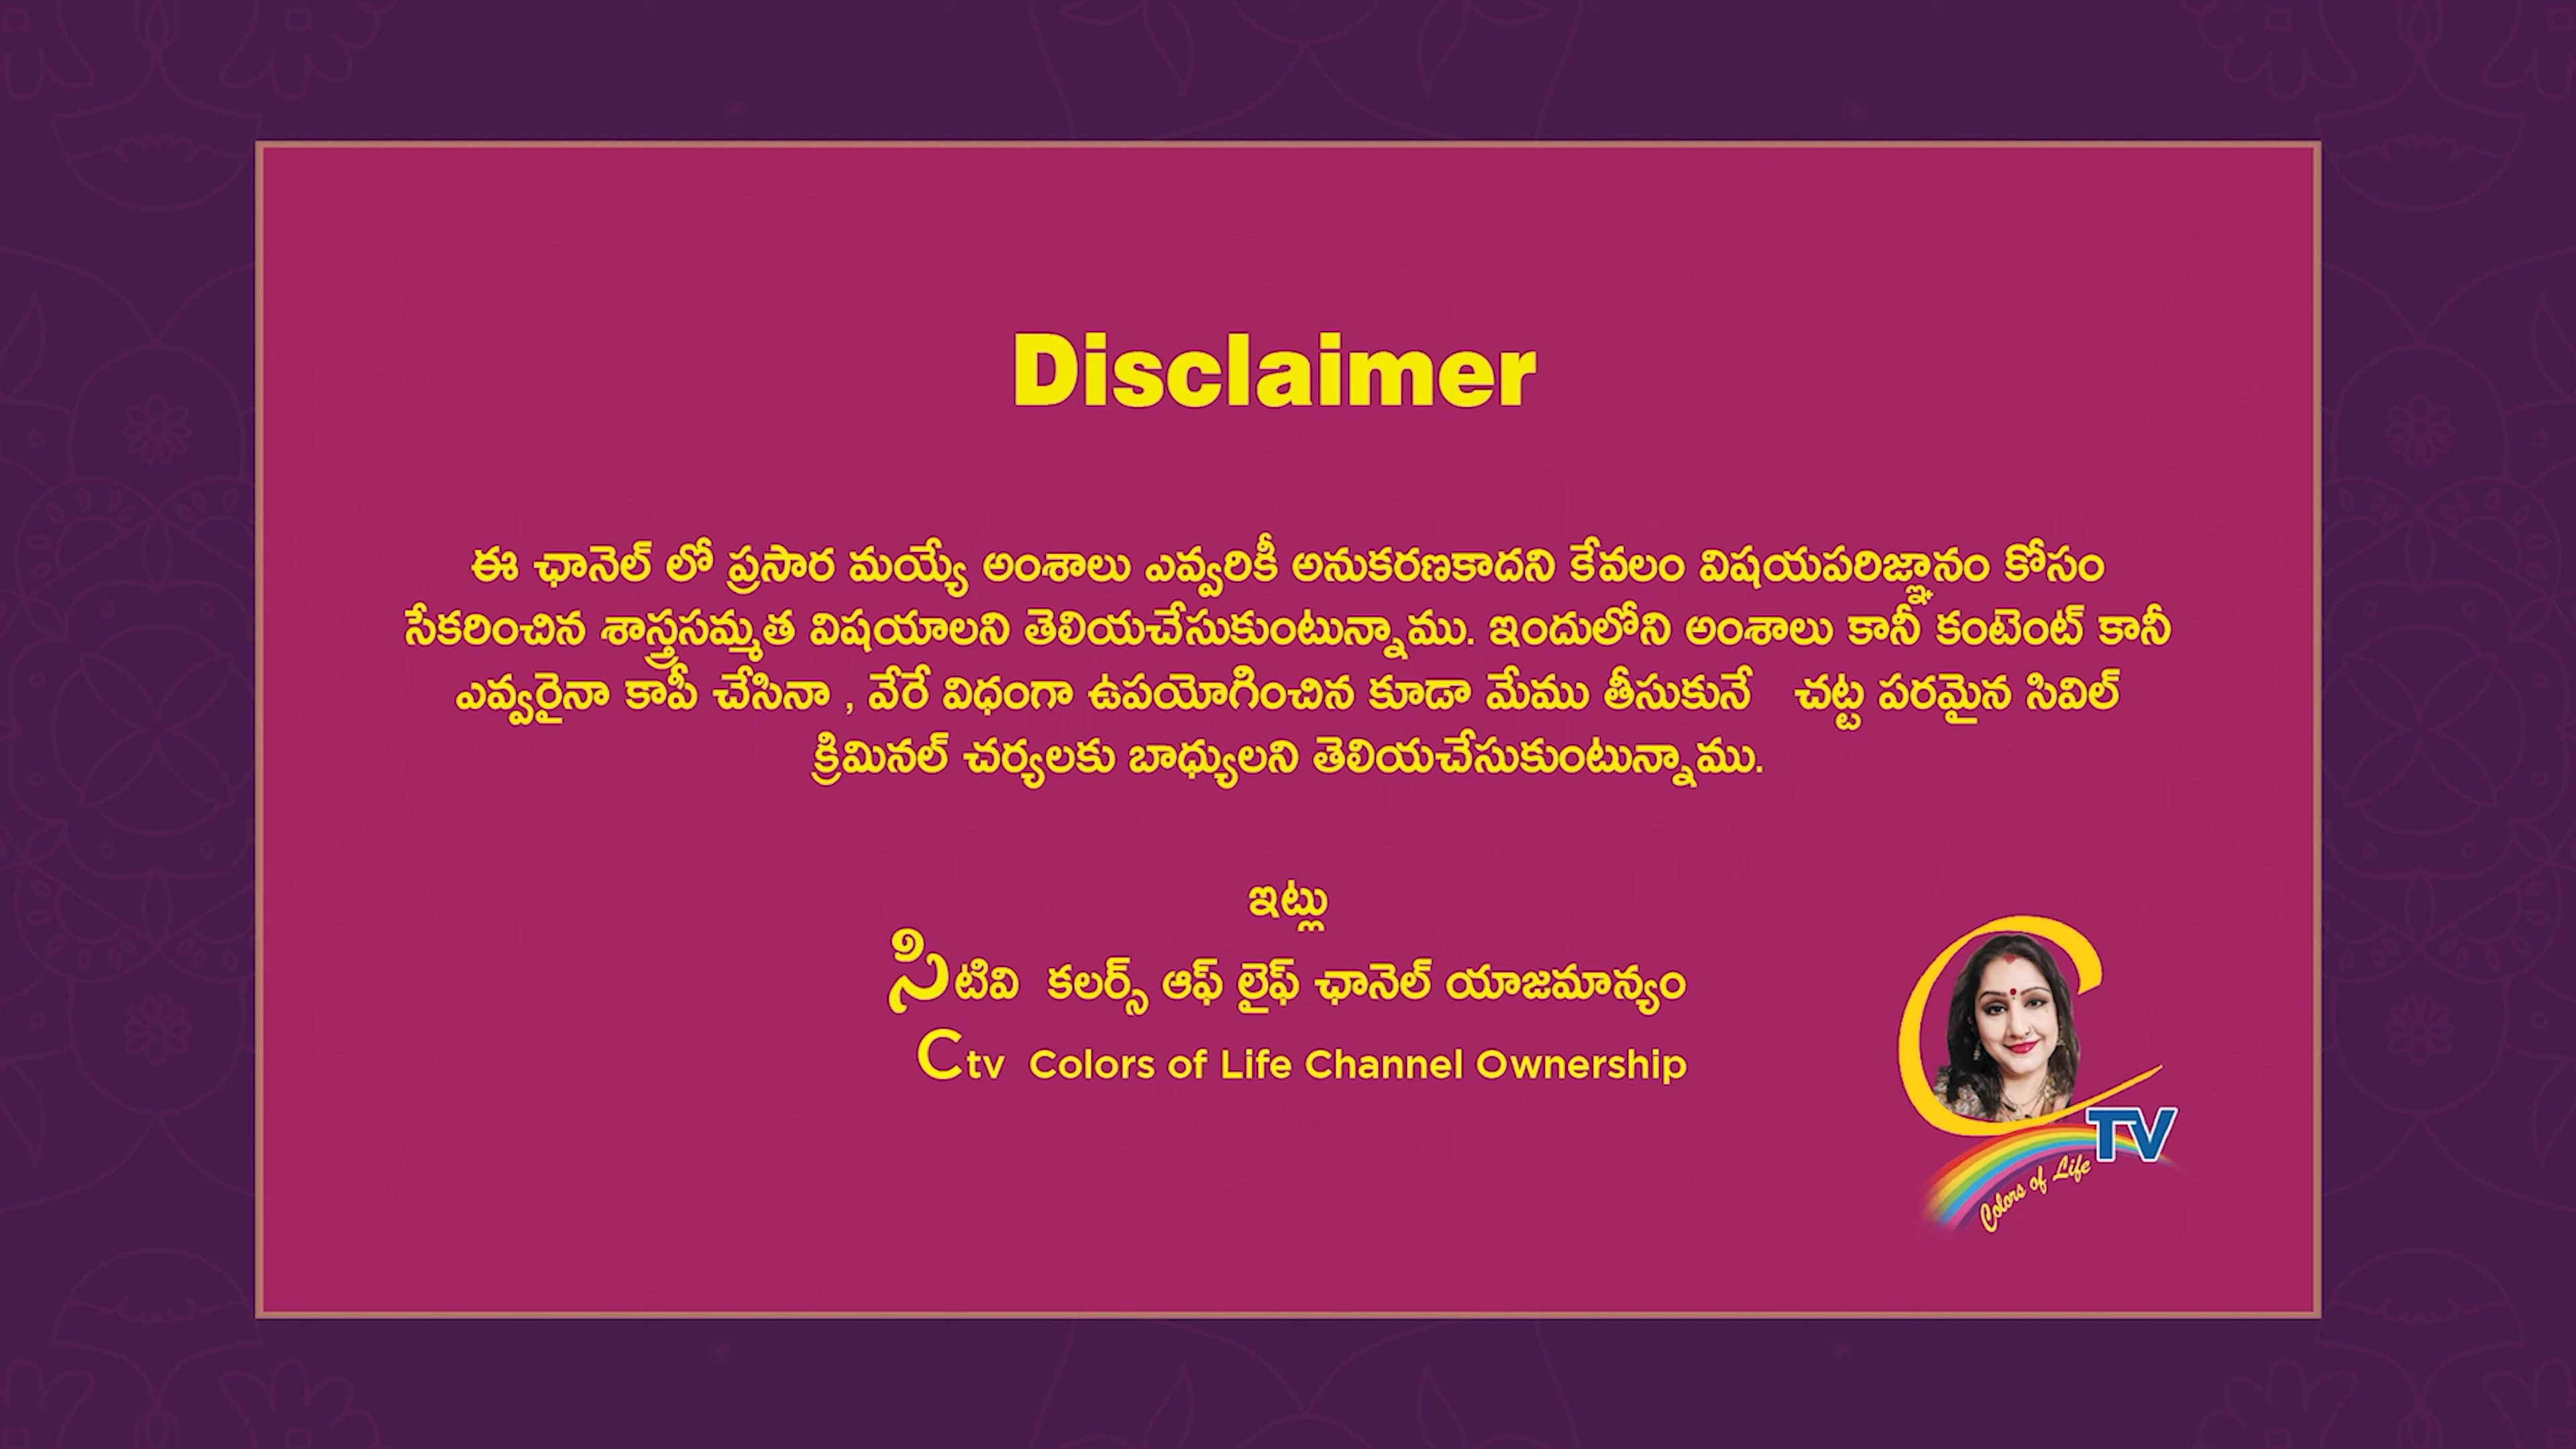 Disclaimer
ఈ ఛానెల్ లో ప్రసార మయ్యే అంశాలు ఎవ్వరికీ అనుకరణకాదని కేవలం విషయపరిజ్ఞానం కోసం
సేకరించిన శాస్త్రసమ్మత విషయాలని తెలియచేసుకుంటున్నాము. ఇందులోని అంశాలు కానీ కంటెంట్ కానీ
ఎవ్వరైనా కాపీ చేసినా , వేరే విధంగా ఉపయోగించిన కూడా మేము తీసుకునే చట్ట పరమైన సివిల్
క్రిమినల్ చర్యలకు బాధ్యులని తెలియచేసుకుంటున్నాము.
ఇట్లు
సిటివి కలర్స్ ఆఫ్ లైఫ్ ఛానెల్ యాజమాన్యం
Ctv Colors of Life Channel Ownership
C TV
Colors of Life